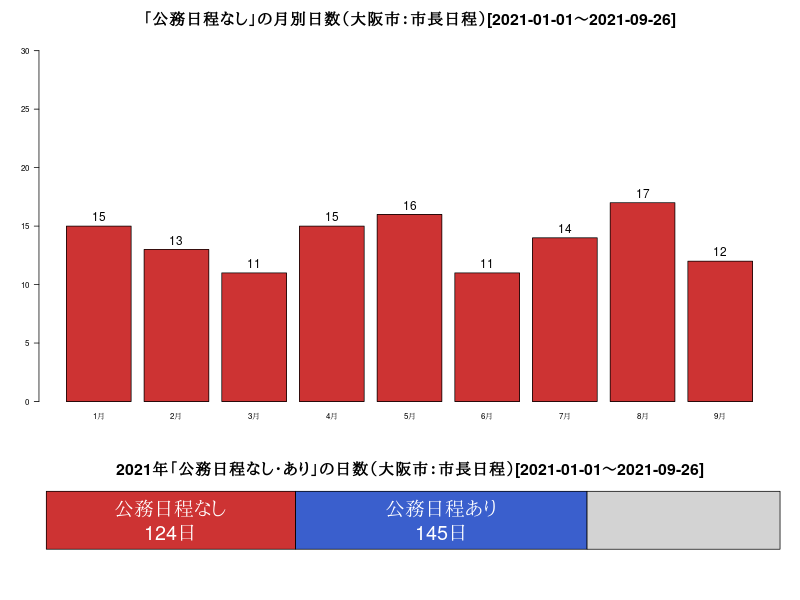 「公務日程なし」の月別日数(大阪市:市長日程)[2021-01-01〜2021-09-26]
30
25
20
15
10
5
0
15
13
11
15
16
11
14
17
12
1月
2月
3月
4月
5月
6月
7月
8月
9月
2021年「公務日程なし・あり」の日数(大阪市:市長日程)[2021-01-01〜2021-09-26]
公務日程なし
124日
公務日程あり
145日